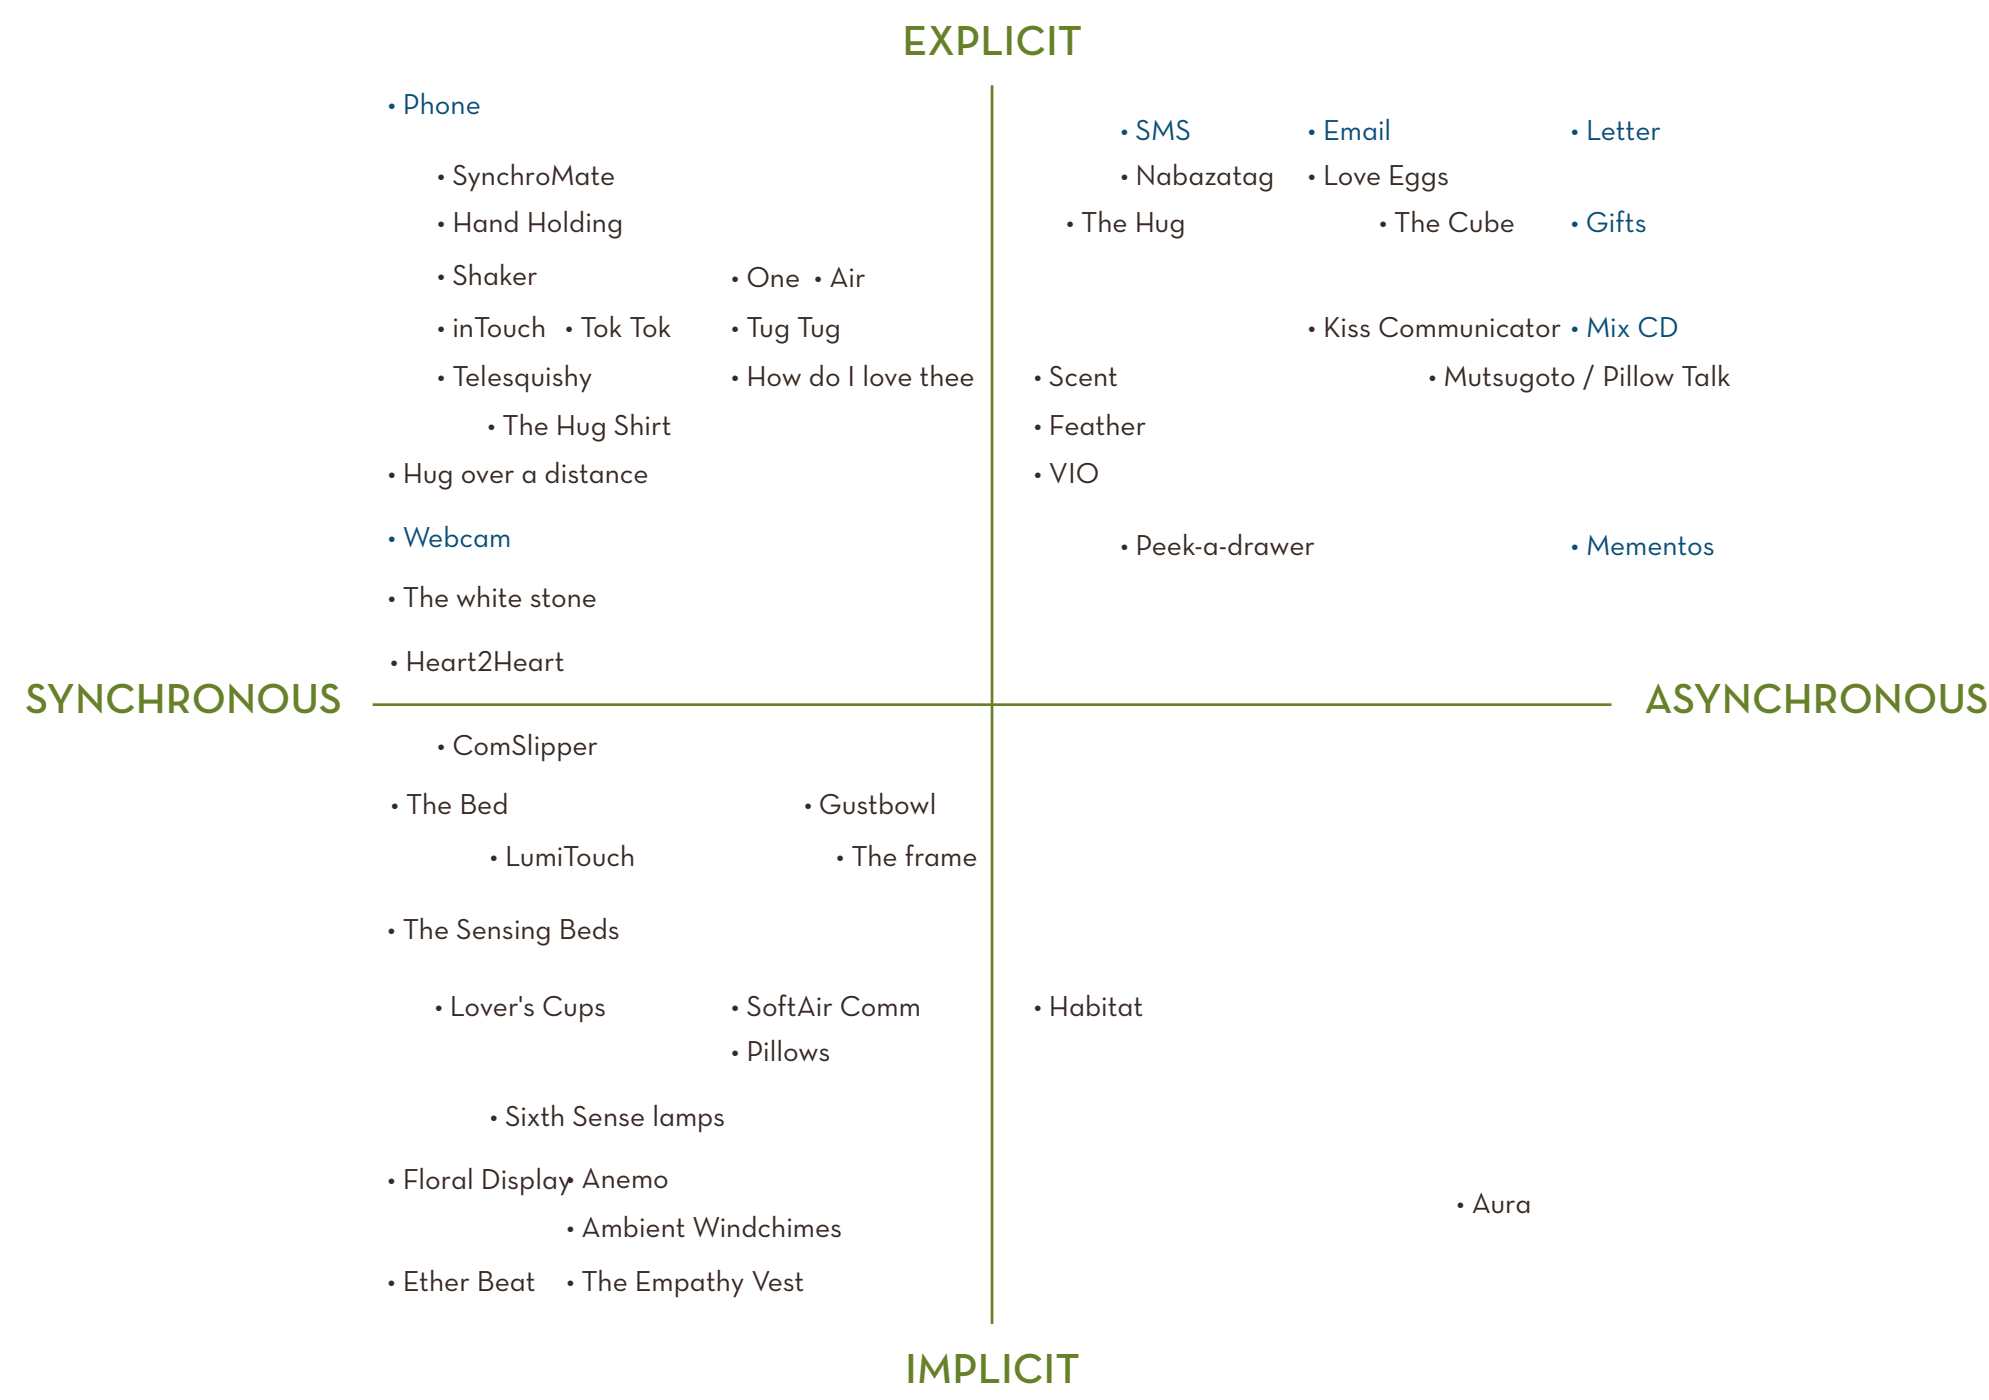 EXPLICIT
• Phone
• SMS • Email • Letter
• SynchroMate • Nabazatag • Love Eggs
• Hand Holding • The Hug • The Cube • Gifts
• Shaker • One • Air
• inTouch • Tok Tok • Tug Tug • Kiss Communicator • Mix CD
• Telesquishy • How do I love thee • Scent • Mutsugoto / Pillow Talk
• The Hug Shirt • Feather
• Hug over a distance • VIO
• Webcam • Peek-a-drawer • Mementos
• The white stone
• Heart2Heart
SYNCHRONOUS ASYNCHRONOUS
• ComSlipper
• The Bed • Gustbowl
• LumiTouch • The frame
• The Sensing Beds
• Lover's Cups • SoftAir Comm • Habitat
• Pillows
• Sixth Sense lamps
• Floral Display • Anemo
• Aura
• Ambient Windchimes
• Ether Beat • The Empathy Vest
IMPLICIT